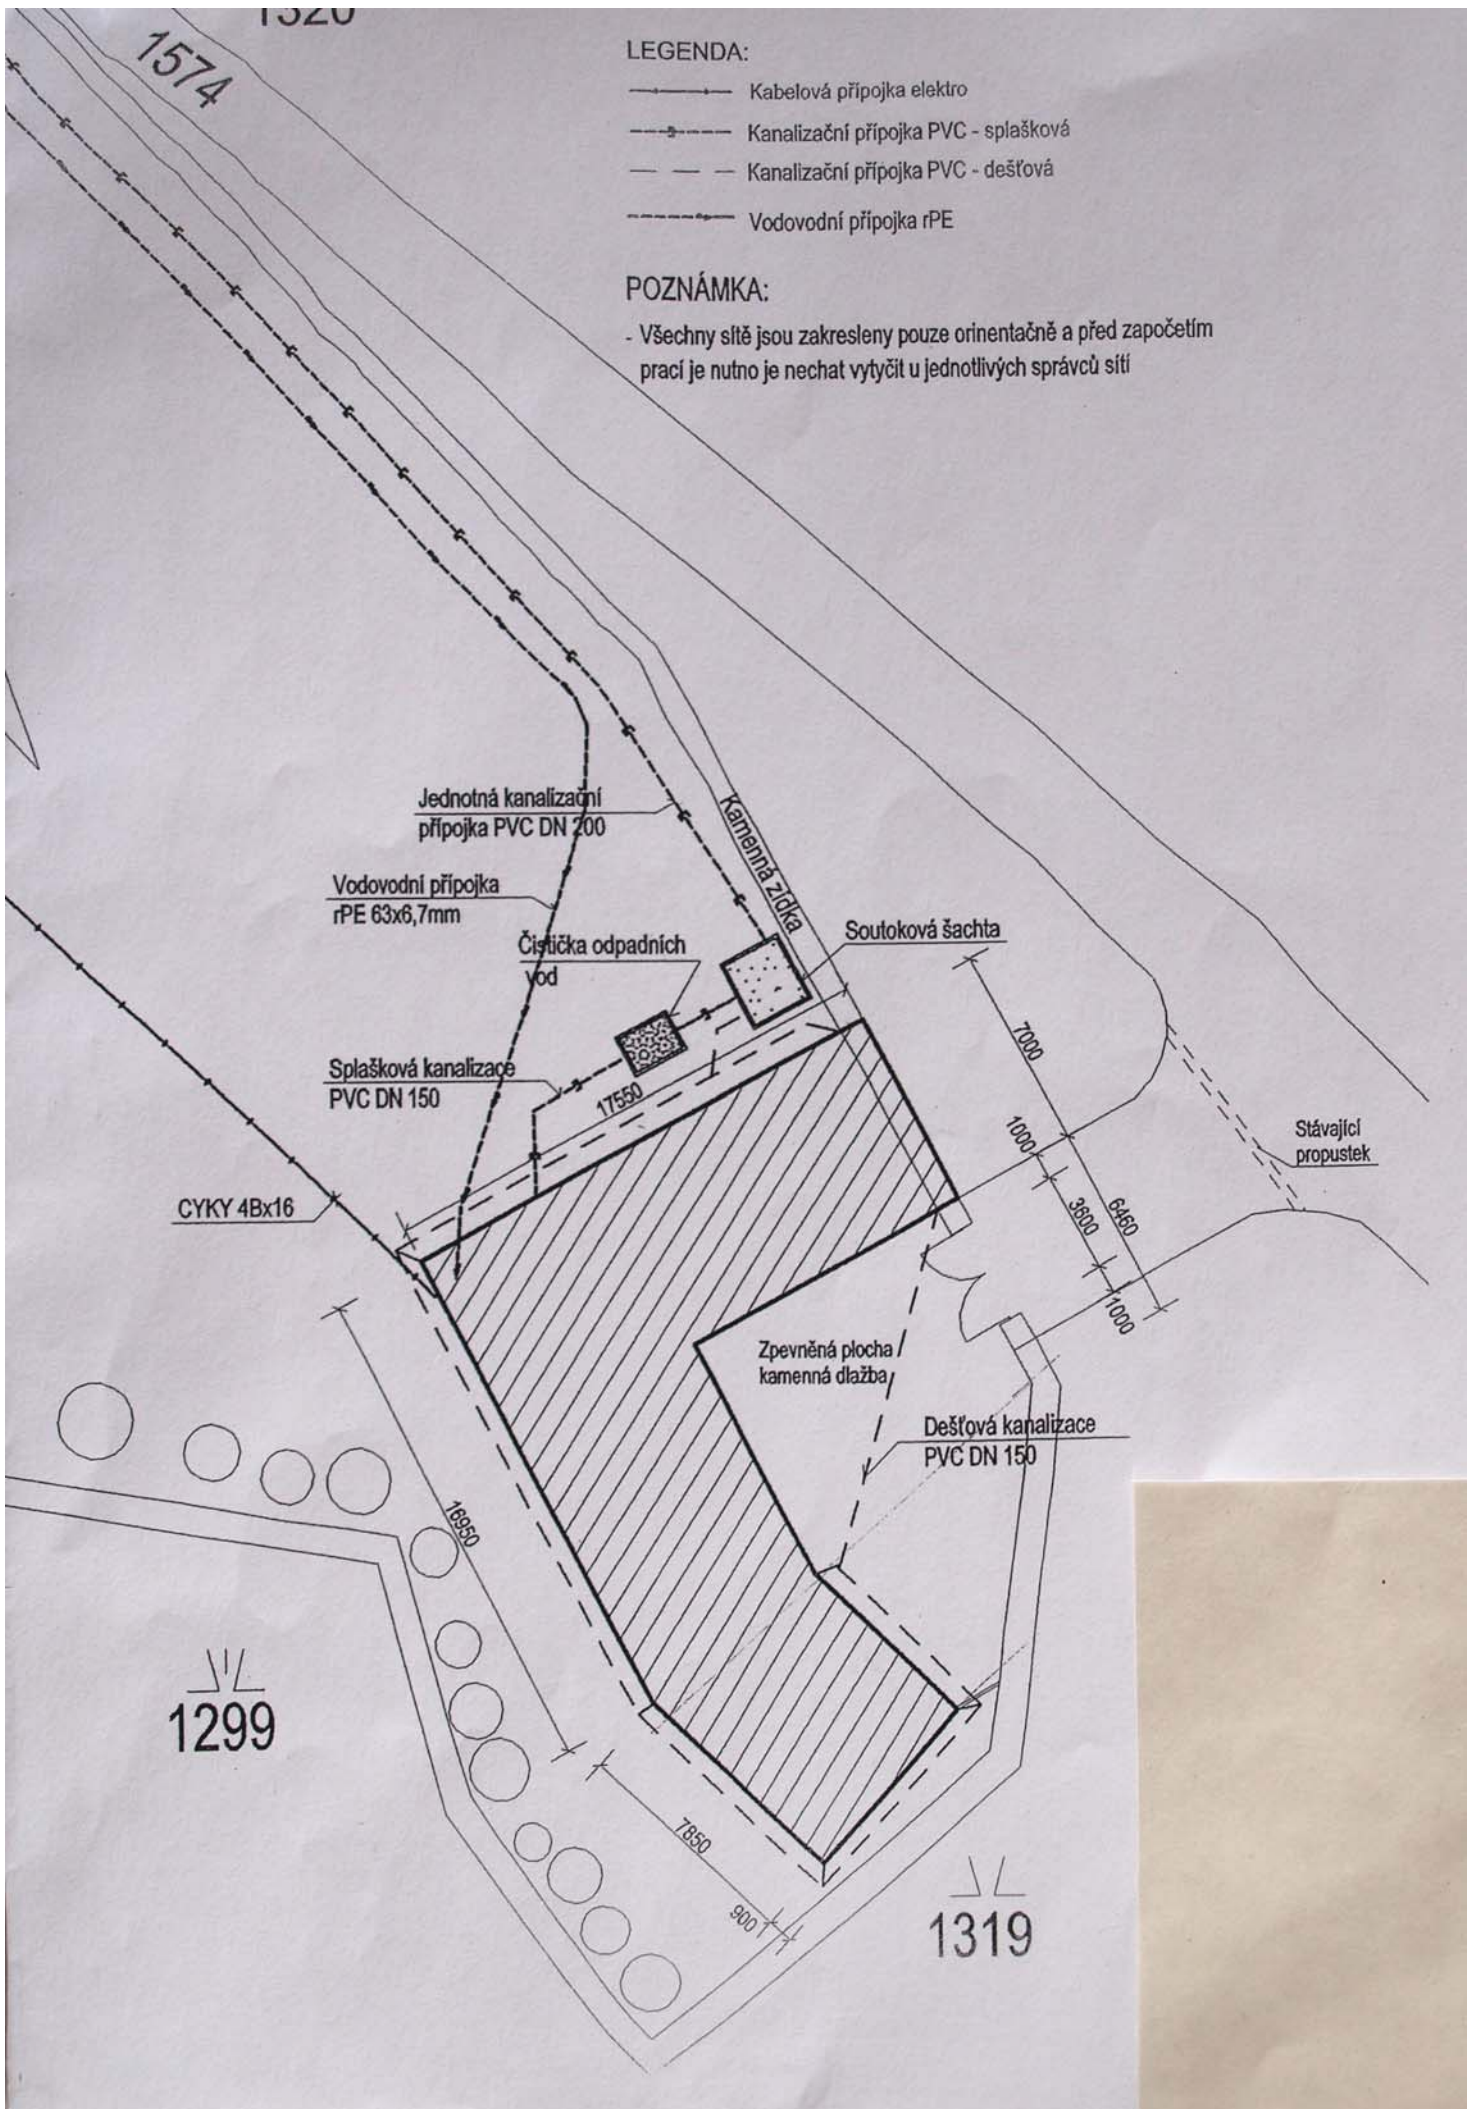 1320
1574
LEGENDA:
Kabelová přípojka elektro
Kanalizační přípojka PVC - splašková
Kanalizační přípojka PVC - dešťová
Vodovodní přípojka rPE
POZNÁMKA:
- Všechny sítě jsou zakresleny pouze orinentačně a před započetím
prací je nutno je nechat vytyčit u jednotlivých správců sítí
Jednotná kanalizační
přípojka PVC DN 200
Kamenná zídka
Vodovodní přípojka
rPE 63x6,7mm
Čistička odpadních
vod
Soutoková šachta
7000
Splašková kanalizace
PVC DN 150
17550
1000
Stávající
propustek
CYKY 4Bx16
3600
6460
1000
Zpevněná plocha
kamenná dlažba
Dešťová kanalizace
PVC DN 150
16950
1299
7850
900
1319